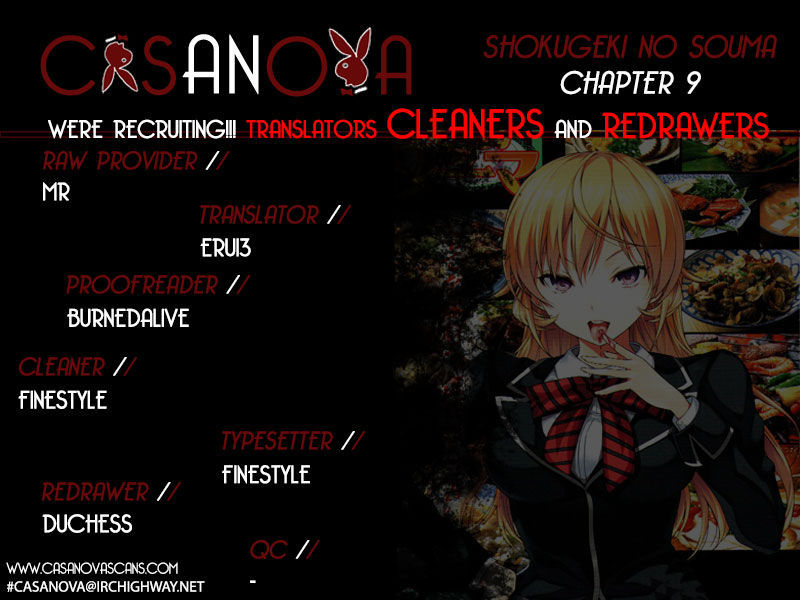 CASANOVA
SHOKUGEKI NO SOUMA
CHAPTER 9
WERE RECRUITING!!! TRANSLATORS CLEANERS AND REDRAWERS
RAW PROVIDER //
MR
TRANSLATOR //
ERUI3
PROOFREADER //
BURNEDALIVE
CLEANER //
FINESTYLE
TYPESETTER //
FINESTYLE
REDRAWER //
DUCHESS
QC //
-
WWW.CASANOVASCANS.COM
#CASANOVA@IRCHIGHWAY.NET